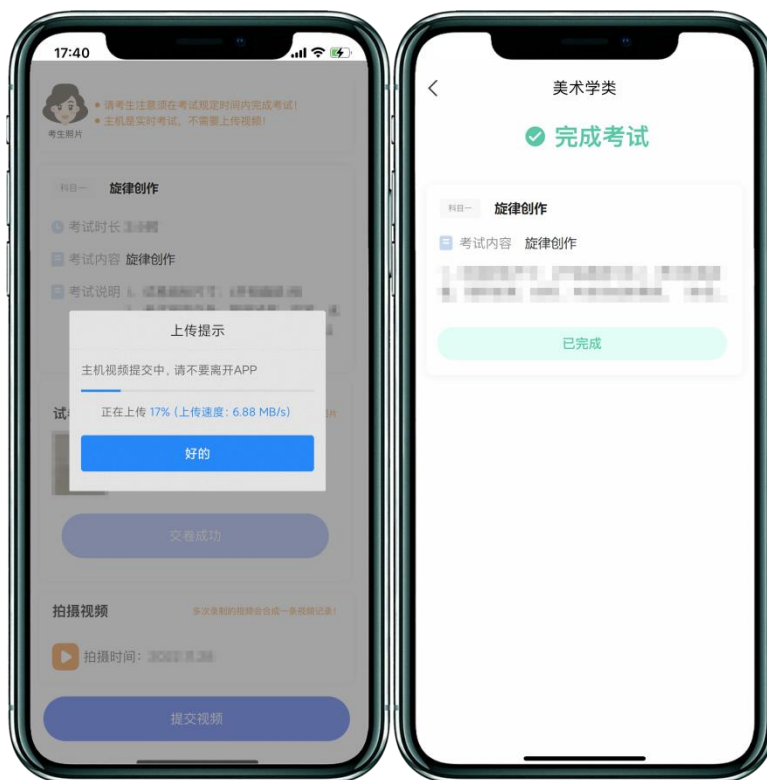 17:40
• 请考生注意须在考试规定时间内完成考试！
• 主机是实时考试，不需要上传视频！
考生照片
科目一 旋律创作
考试时长
考试内容 旋律创作
考试说明
上传提示
主机视频提交中，请不要离开APP
正在上传 17% (上传速度：6.88 MB/s)
好的
交卷成功
拍摄视频 多次录制的视频会合成一条视频记录！
拍摄时间：
提交视频
美术学类
完成考试
科目一 旋律创作
考试内容 旋律创作
已完成